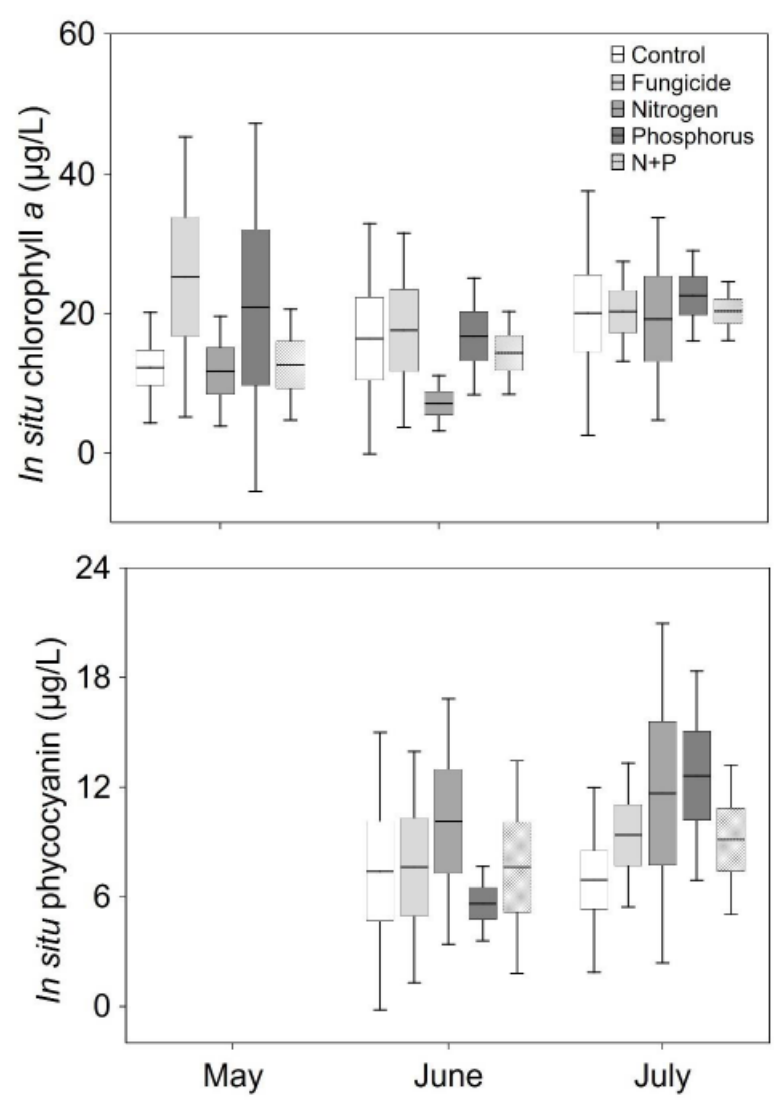 60
40
20
0
In situ chlorophyll a (µg/L)
Control
Fungicide
Nitrogen
Phosphorus
N+P
24
18
12
6
0
In situ phycocyanin (µg/L)
May
June
July